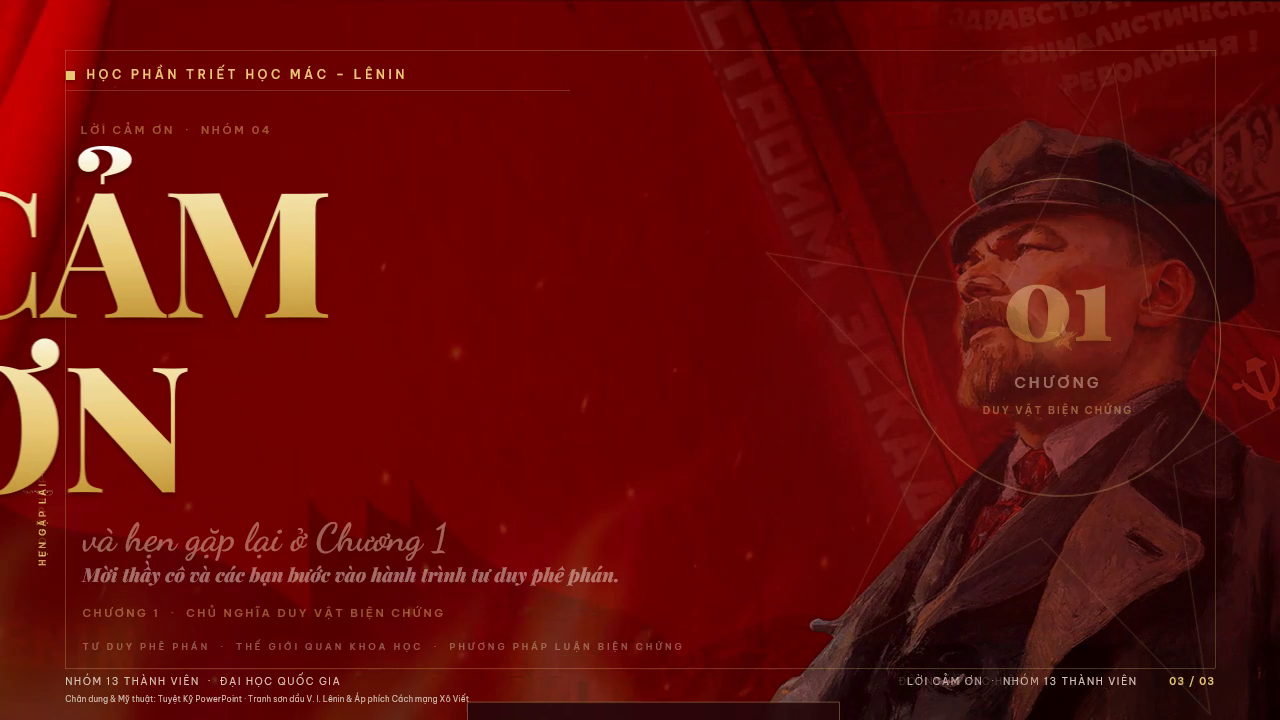 HỌC PHẦN TRIẾT HỌC MÁC – LÊNIN
LỜI CẢM ƠN · NHÓM 04
CẢM
ƠN
HẸN GẶP LẠI
và hẹn gặp lại ở Chương 1
Mời thầy cô và các bạn bước vào hành trình tư duy phê phán.
CHƯƠNG 1 · CHỦ NGHĨA DUY VẬT BIỆN CHỨNG
TƯ DUY PHÊ PHÁN · THẾ GIỚI QUAN KHOA HỌC · PHƯƠNG PHÁP LUẬN BIỆN CHỨNG
01
CHƯƠNG
DUY VẬT BIỆN CHỨNG
ЗДРАВСТВУЕТ
СОЦИАЛИСТИЧЕСКАЯ
РЕВОЛЮЦИЯ !
NHÓM 13 THÀNH VIÊN · ĐẠI HỌC QUỐC GIA
Chân dung & Mỹ thuật: Tuyệt Kỹ PowerPoint · Tranh sơn dầu V. I. Lênin & Áp phích Cách mạng Xô Viết
LỜI CẢM ƠN · NHÓM 13 THÀNH VIÊN 03 / 03